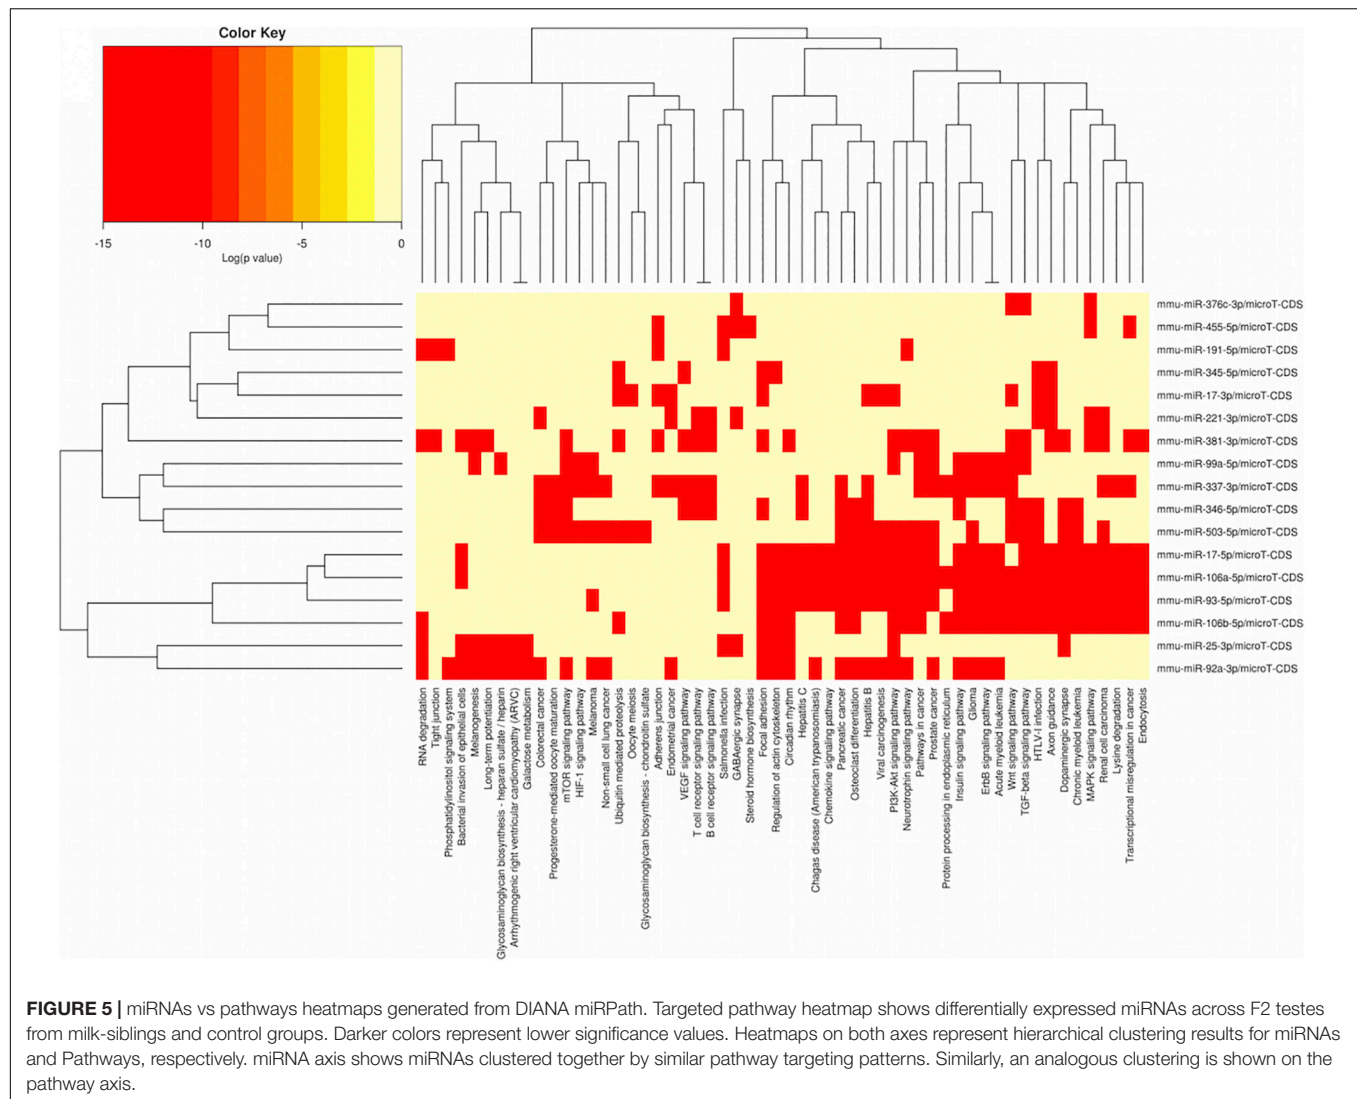 Color Key
-15 -10 -5 0
Log(p value)
mmu-miR-376c-3p/microT-CDS
mmu-miR-455-5p/microT-CDS
mmu-miR-191-5p/microT-CDS
mmu-miR-345-5p/microT-CDS
mmu-miR-17-3p/microT-CDS
mmu-miR-221-3p/microT-CDS
mmu-miR-381-3p/microT-CDS
mmu-miR-99a-5p/microT-CDS
mmu-miR-337-3p/microT-CDS
mmu-miR-346-5p/microT-CDS
mmu-miR-503-5p/microT-CDS
mmu-miR-17-5p/microT-CDS
mmu-miR-106a-5p/microT-CDS
mmu-miR-93-5p/microT-CDS
mmu-miR-106b-5p/microT-CDS
mmu-miR-25-3p/microT-CDS
mmu-miR-92a-3p/microT-CDS
RNA degradation
Tight junction
Phosphatidylinositol signaling system
Bacterial invasion of epithelial cells
Melanogenesis
Long-term potentiation
Glycosaminoglycan biosynthesis - heparan sulfate / heparin
Arrhythmogenic right ventricular cardiomyopathy (ARVC)
Galactose metabolism
Colorectal cancer
Progesterone-mediated oocyte maturation
mTOR signaling pathway
HIF-1 signaling pathway
Melanoma
Non-small cell lung cancer
Ubiquitin mediated proteolysis
Oocyte meiosis
Glycosaminoglycan biosynthesis - chondroitin sulfate
Adherens junction
Endometrial cancer
VEGF signaling pathway
T cell receptor signaling pathway
B cell receptor signaling pathway
Salmonella infection
GABAergic synapse
Steroid hormone biosynthesis
Focal adhesion
Regulation of actin cytoskeleton
Circadian rhythm
Hepatitis C
Chagas disease (American trypanosomiasis)
Chemokine signaling pathway
Pancreatic cancer
Osteoclast differentiation
Hepatitis B
Viral carcinogenesis
PI3K-Akt signaling pathway
Neurotrophin signaling pathway
Pathways in cancer
Prostate cancer
Protein processing in endoplasmic reticulum
Insulin signaling pathway
Glioma
ErbB signaling pathway
Acute myeloid leukemia
Wnt signaling pathway
TGF-beta signaling pathway
HTLV-I infection
Axon guidance
Dopaminergic synapse
Chronic myeloid leukemia
MAPK signaling pathway
Renal cell carcinoma
Lysine degradation
Transcriptional misregulation in cancer
Endocytosis
FIGURE 5 | miRNAs vs pathways heatmaps generated from DIANA miRPath. Targeted pathway heatmap shows differentially expressed miRNAs across F2 testes
from milk-siblings and control groups. Darker colors represent lower significance values. Heatmaps on both axes represent hierarchical clustering results for miRNAs
and Pathways, respectively. miRNA axis shows miRNAs clustered together by similar pathway targeting patterns. Similarly, an analogous clustering is shown on the
pathway axis.